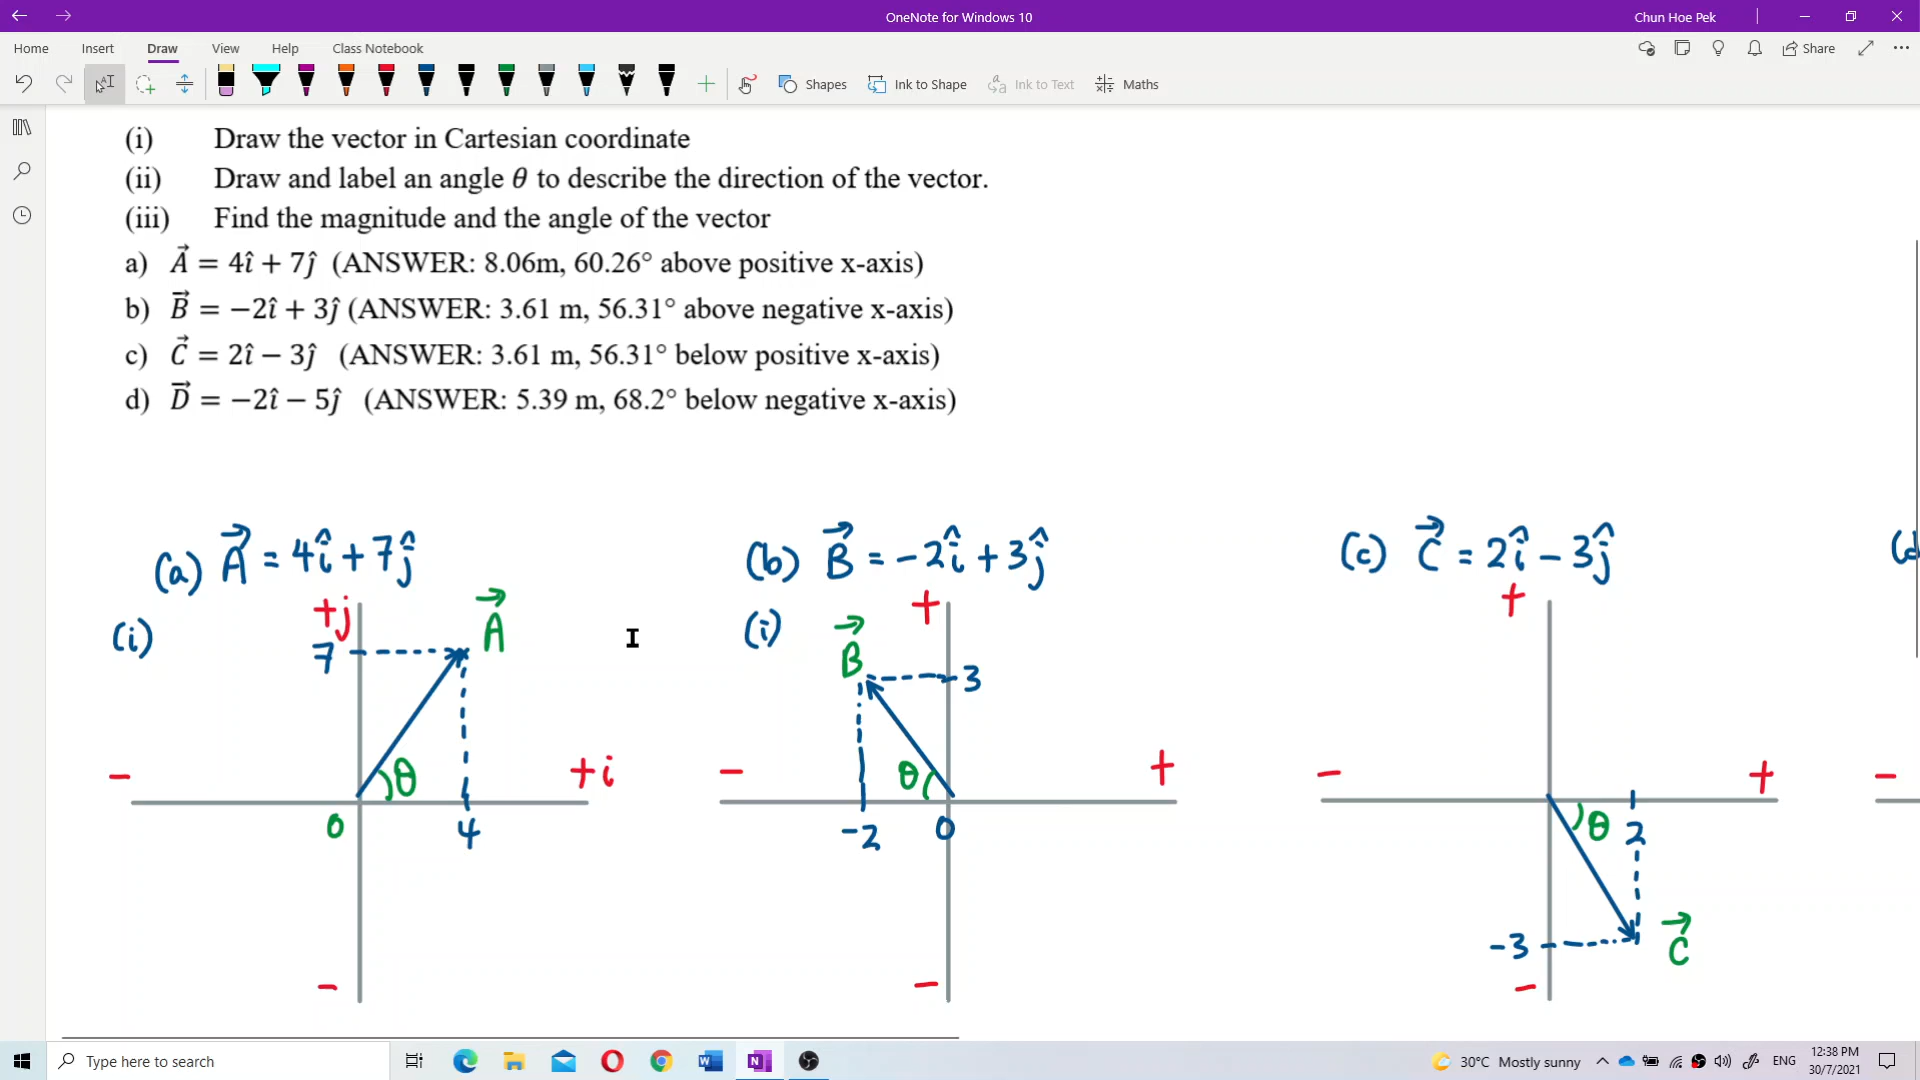 OneNote for Windows 10
Chun Hoe Pek
Home Insert Draw View Help Class Notebook
Share
Shapes
Ink to Shape
Ink to Text
Maths
(i) Draw the vector in Cartesian coordinate
(ii) Draw and label an angle θ to describe the direction of the vector.
(iii) Find the magnitude and the angle of the vector
a) A⃗ = 4î + 7ĵ (ANSWER: 8.06m, 60.26° above positive x-axis)
b) B⃗ = −2î + 3ĵ (ANSWER: 3.61 m, 56.31° above negative x-axis)
c) C⃗ = 2î − 3ĵ (ANSWER: 3.61 m, 56.31° below positive x-axis)
d) D⃗ = −2î − 5ĵ (ANSWER: 5.39 m, 68.2° below negative x-axis)
(a) A⃗ = 4î + 7ĵ
(i)
+j
7
A⃗
θ
- +i
0
4
-
(b) B⃗ = -2î + 3ĵ
(i)
+
B⃗
3
θ
- +
-2
0
-
(c) C⃗ = 2î - 3ĵ
+
- +
θ
2
-3
C⃗
-
(d
-
Type here to search
30°C Mostly sunny
ENG
12:38 PM
30/7/2021